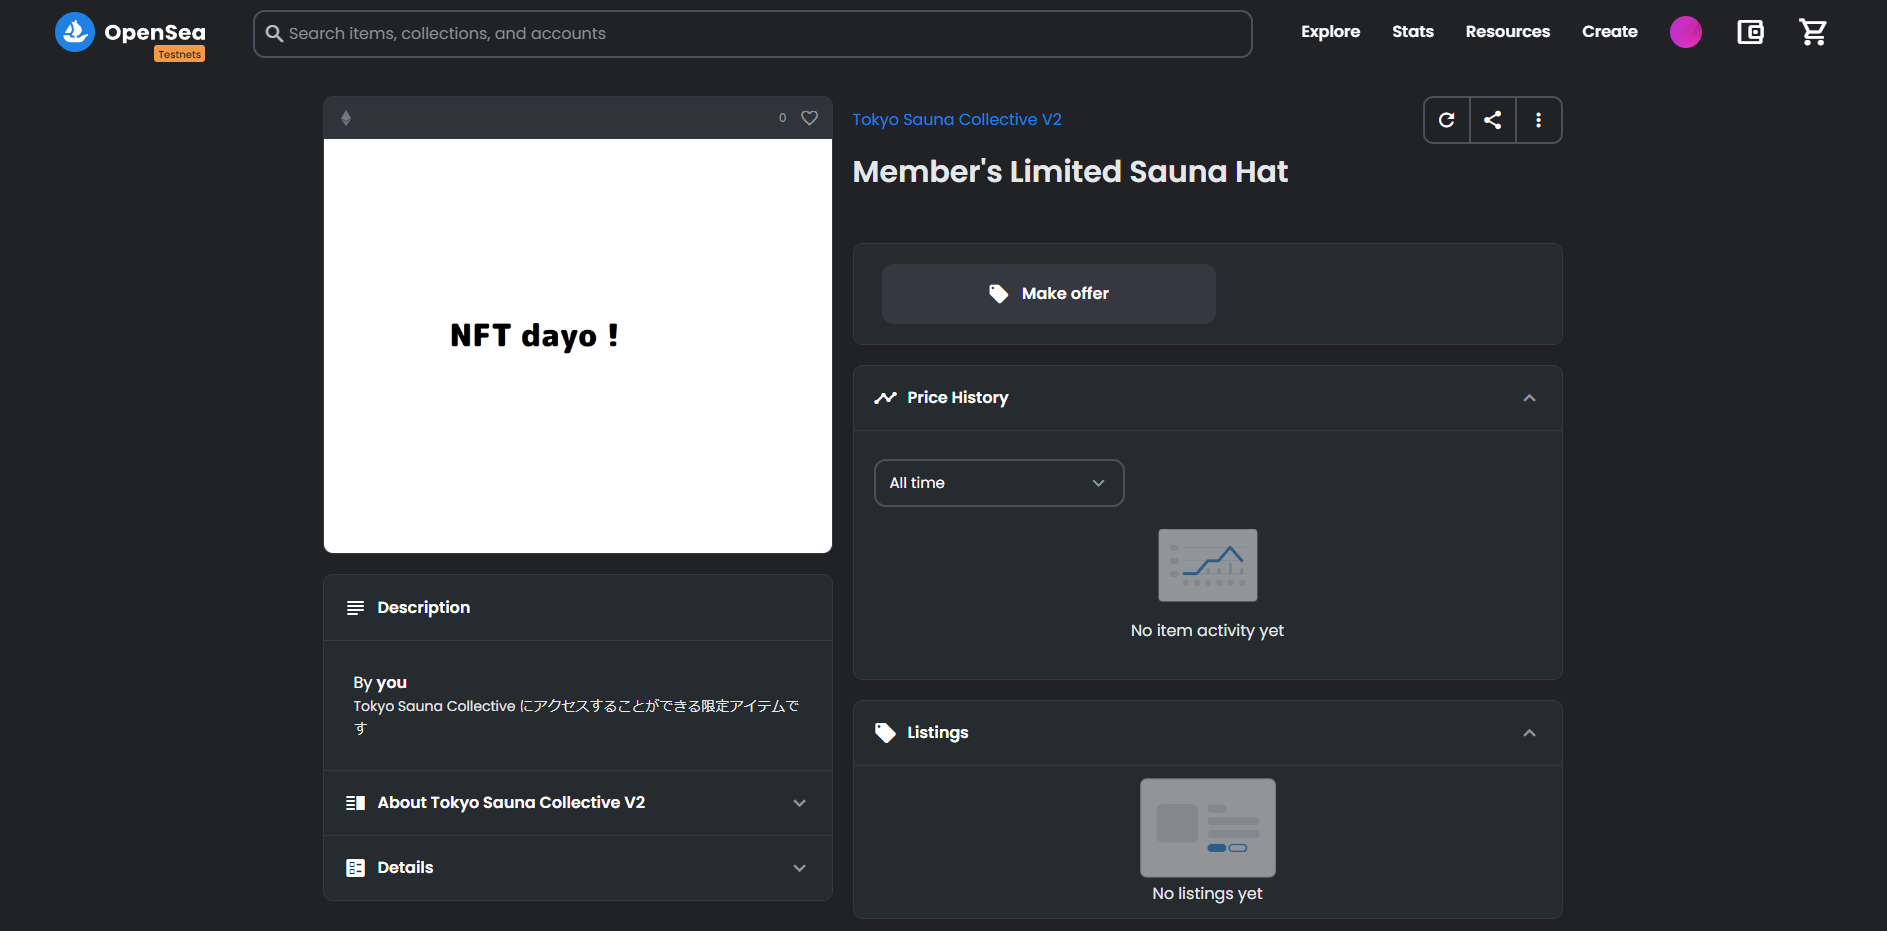 OpenSea
Testnets
Search items, collections, and accounts
Explore
Stats
Resources
Create
0
NFT dayo !
Description
By you
Tokyo Sauna Collective にアクセスすることができる限定アイテムで
す
About Tokyo Sauna Collective V2
Details
Tokyo Sauna Collective V2
Member's Limited Sauna Hat
Make offer
Price History
All time
No item activity yet
Listings
No listings yet